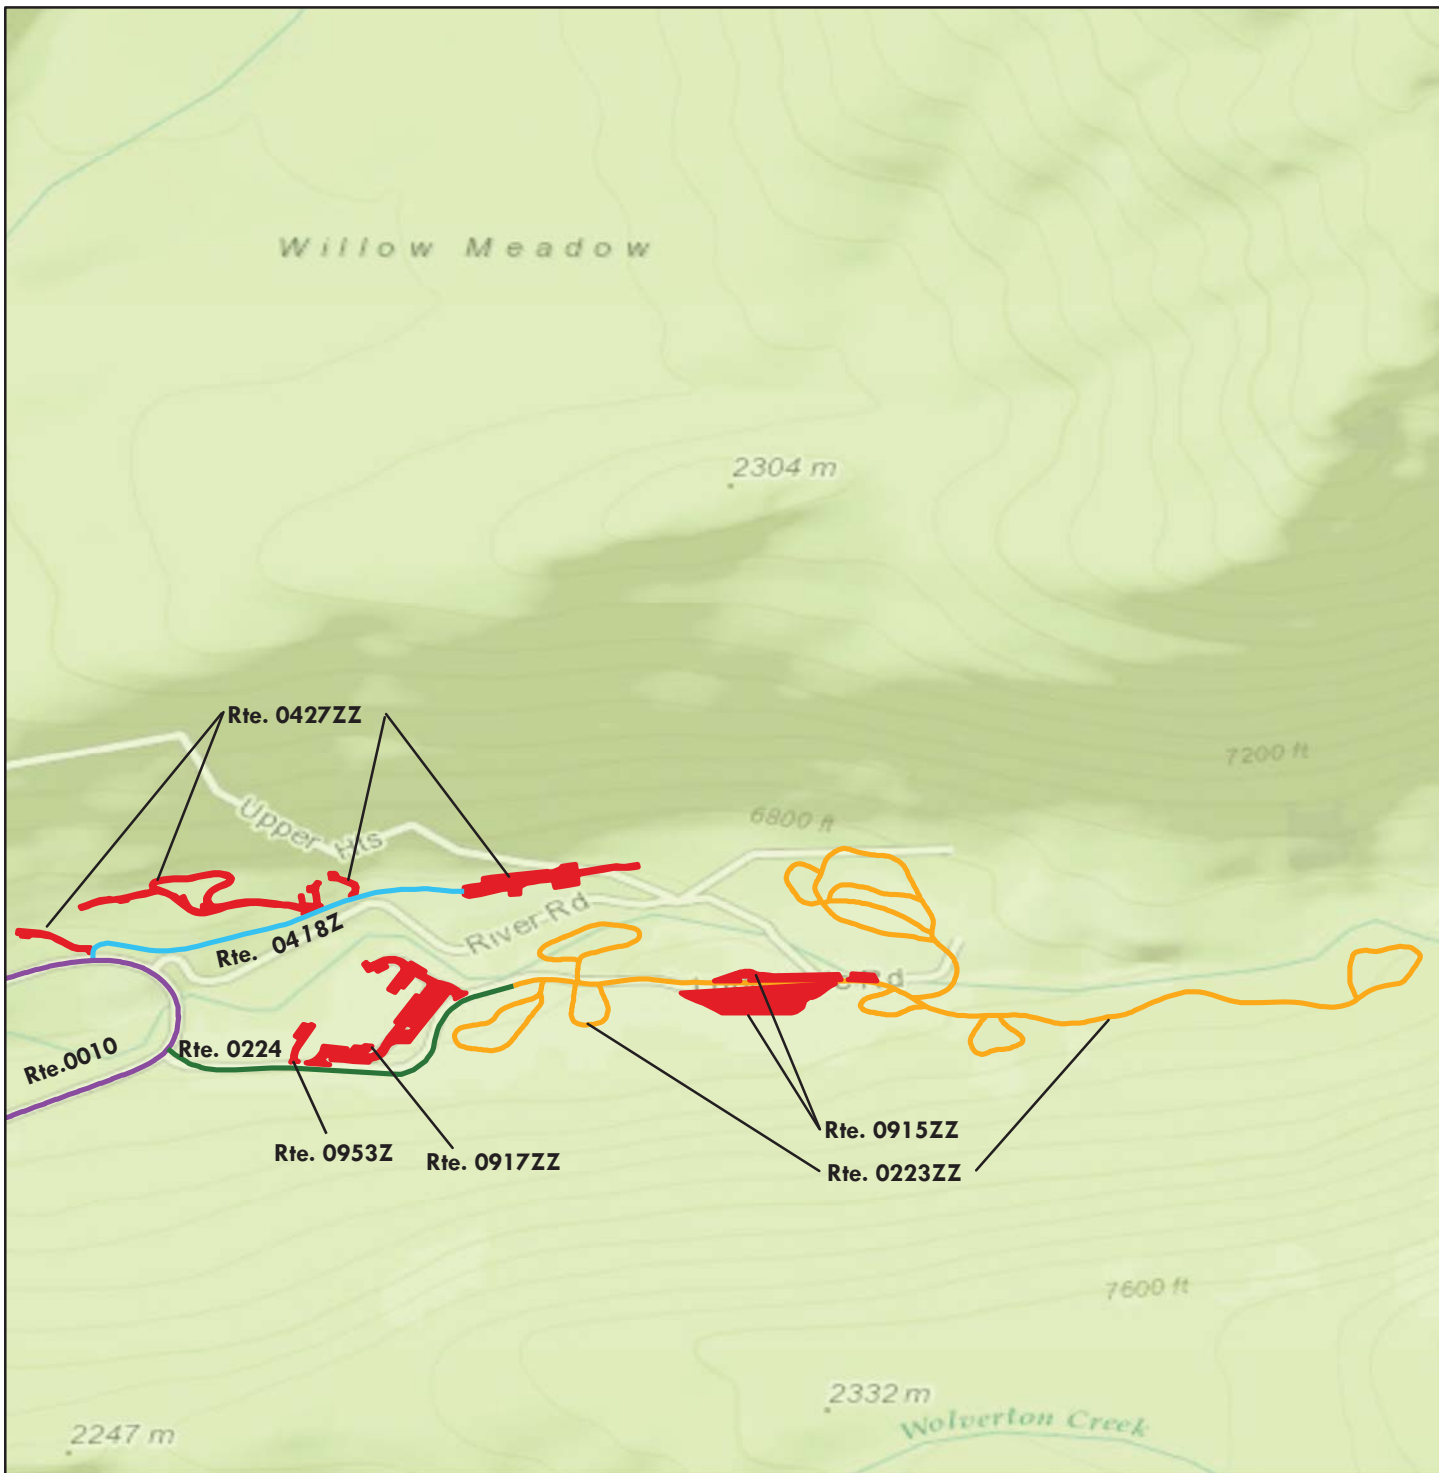 Willow Meadow
2304 m
Rte. 0427ZZ
7200 ft
6800 ft
Upper Hts
River Rd
Rte. 0418Z
Rd
Rte.0010
Rte. 0224
Rte. 0953Z
Rte. 0917ZZ
Rte. 0915ZZ
Rte. 0223ZZ
7600 ft
2332 m
Wolverton Creek
2247 m